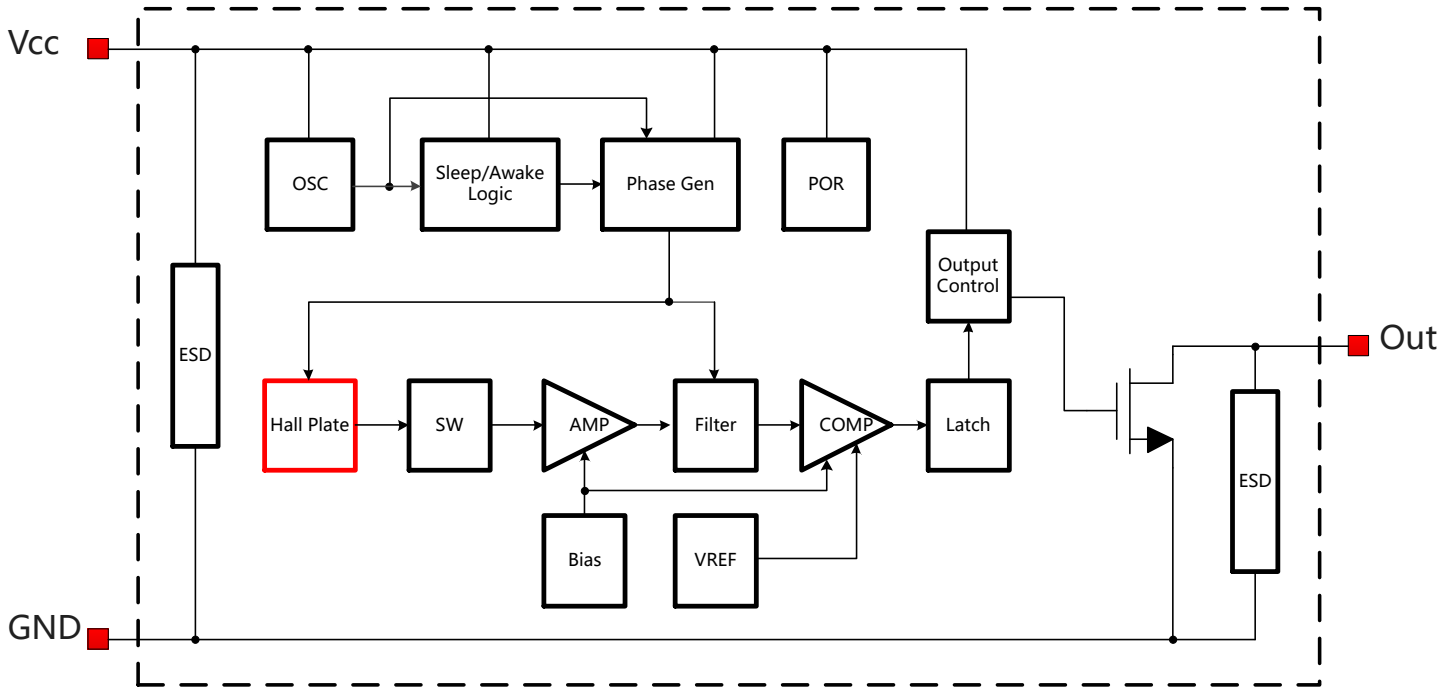 Vcc
OSC
Sleep/Awake
Logic
Phase Gen
POR
Output
Control
ESD
Out
Hall Plate
SW
AMP
Filter
COMP
Latch
ESD
Bias
VREF
GND